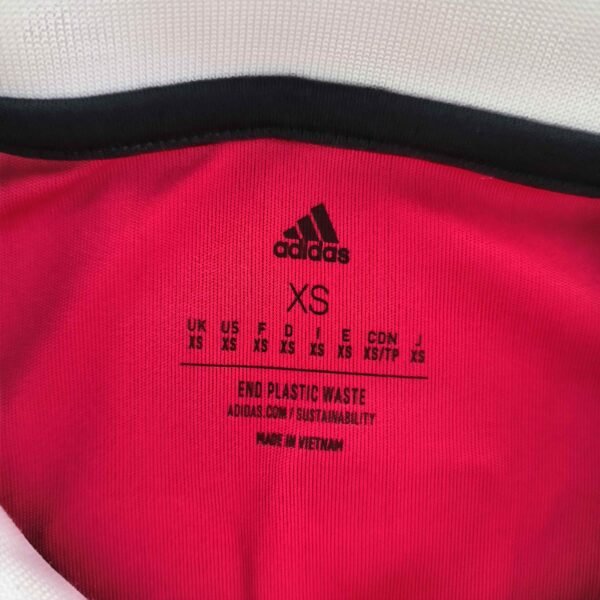 adidas
XS
UK US F D I E CDN J
XS XS XS XS XS XS XS/TP XS
END PLASTIC WASTE
ADIDAS.COM / SUSTAINABILITY
MADE IN VIETNAM